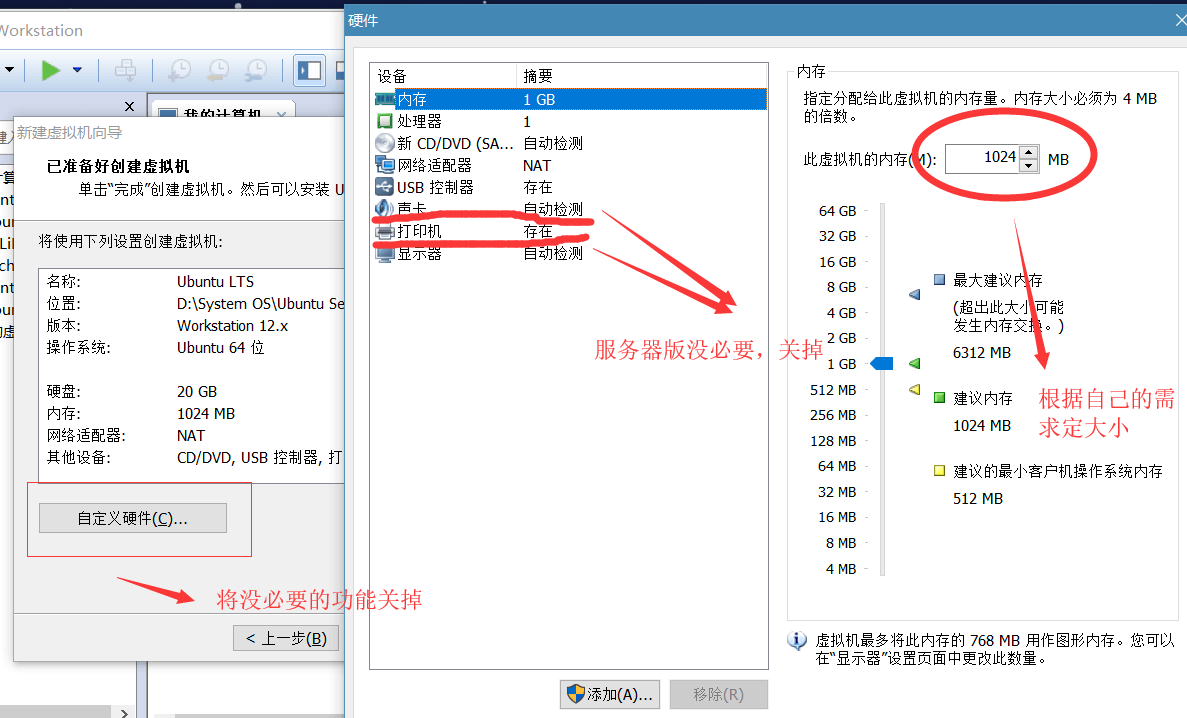 Workstation
硬件
我的计算机
新建虚拟机向导
已准备好创建虚拟机
单击“完成”创建虚拟机。然后可以安装 U
将使用下列设置创建虚拟机:
名称: Ubuntu LTS
位置: D:\System OS\Ubuntu Se
版本: Workstation 12.x
操作系统: Ubuntu 64 位
硬盘: 20 GB
内存: 1024 MB
网络适配器: NAT
其他设备: CD/DVD, USB 控制器, 打
自定义硬件(C)...
将没必要的功能关掉
< 上一步(B)
设备 摘要
内存 1 GB
处理器 1
新 CD/DVD (SA... 自动检测
网络适配器 NAT
USB 控制器 存在
声卡 自动检测
打印机 存在
显示器 自动检测
服务器版没必要，关掉
添加(A)...
移除(R)
内存
指定分配给此虚拟机的内存量。内存大小必须为 4 MB
的倍数。
此虚拟机的内存(M): 1024 MB
64 GB
32 GB
16 GB
8 GB
4 GB
2 GB
1 GB
512 MB
256 MB
128 MB
64 MB
32 MB
16 MB
8 MB
4 MB
最大建议内存
(超出此大小可能
发生内存交换。)
6312 MB
建议内存
1024 MB
建议的最小客户机操作系统内存
512 MB
根据自己的需
求定大小
虚拟机最多将此内存的 768 MB 用作图形内存。您可以
在“显示器”设置页面中更改此数量。